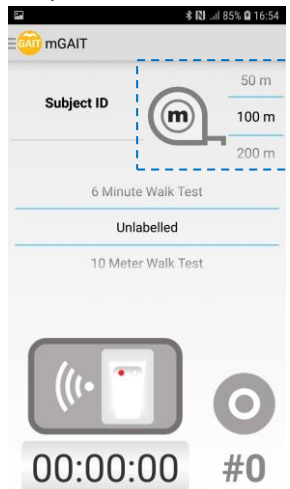 85% 16:54
GAIT mGAIT
50 m
Subject ID
m
100 m
200 m
6 Minute Walk Test
Unlabelled
10 Meter Walk Test
00:00:00 #0